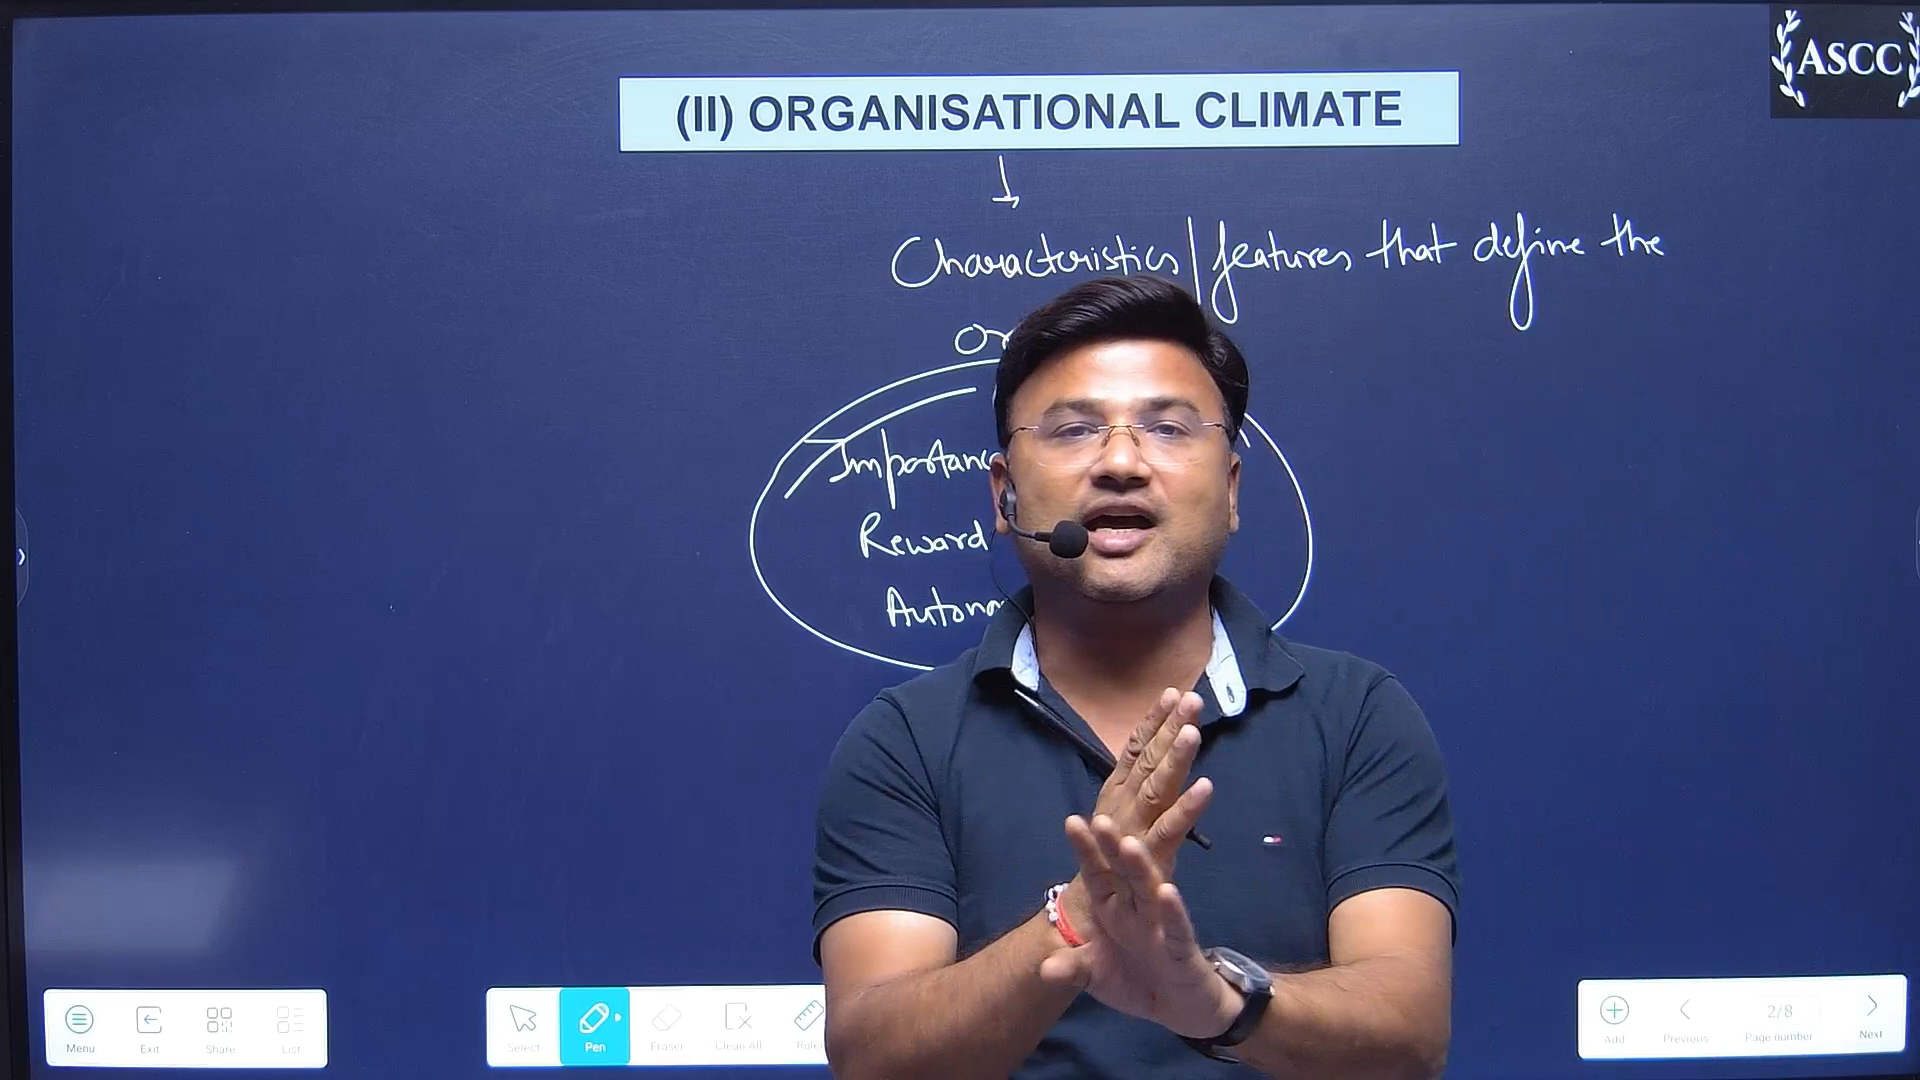 ASCC
(II) ORGANISATIONAL CLIMATE
Characteristics/features that define the
Reward
Menu
Exit
Share
List
Select
Pen
Eraser
Clean All
Add
Previous
2/8
Page number
Next